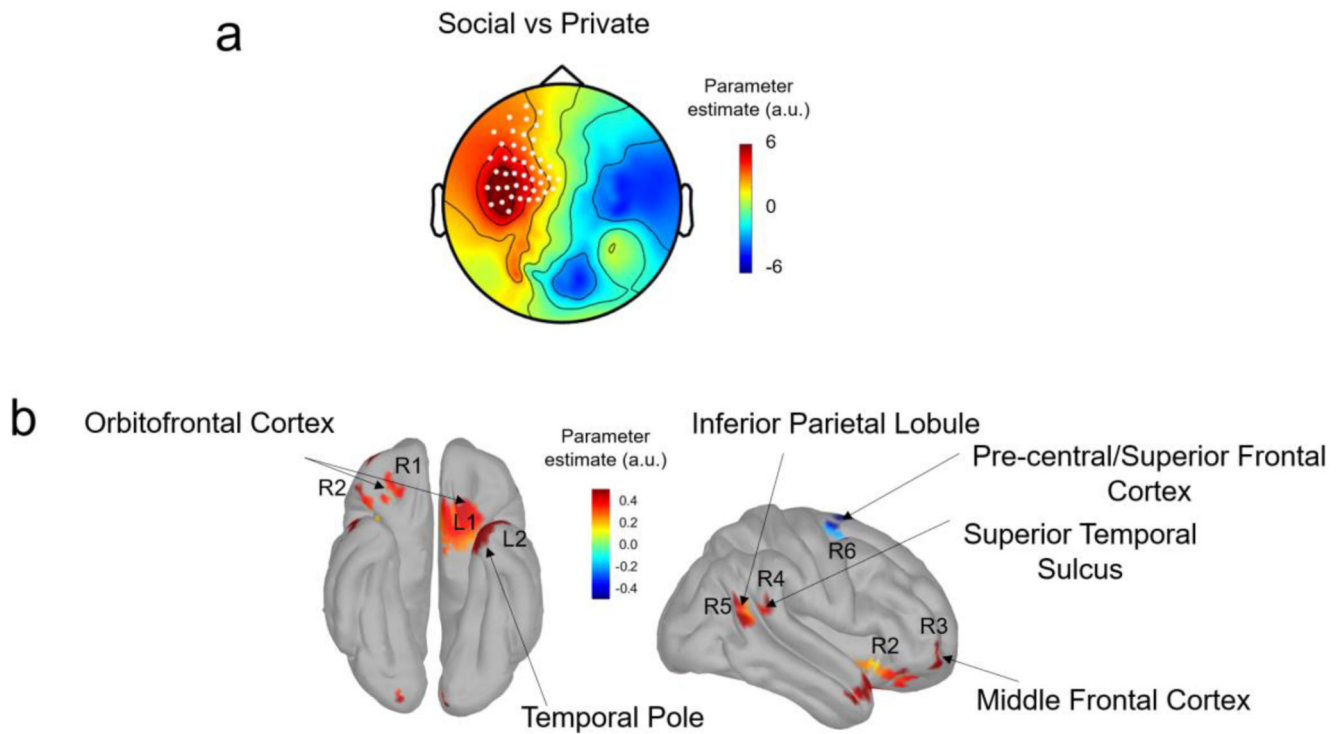 a
Social vs Private
Parameter
estimate (a.u.)
6
0
-6
b
Orbitofrontal Cortex
R1
R2
L1
L2
Temporal Pole
Parameter
estimate (a.u.)
0.4
0.2
0.0
-0.2
-0.4
Inferior Parietal Lobule
Pre-central/Superior Frontal
Cortex
Superior Temporal
Sulcus
R6
R4
R5
R2
R3
Middle Frontal Cortex